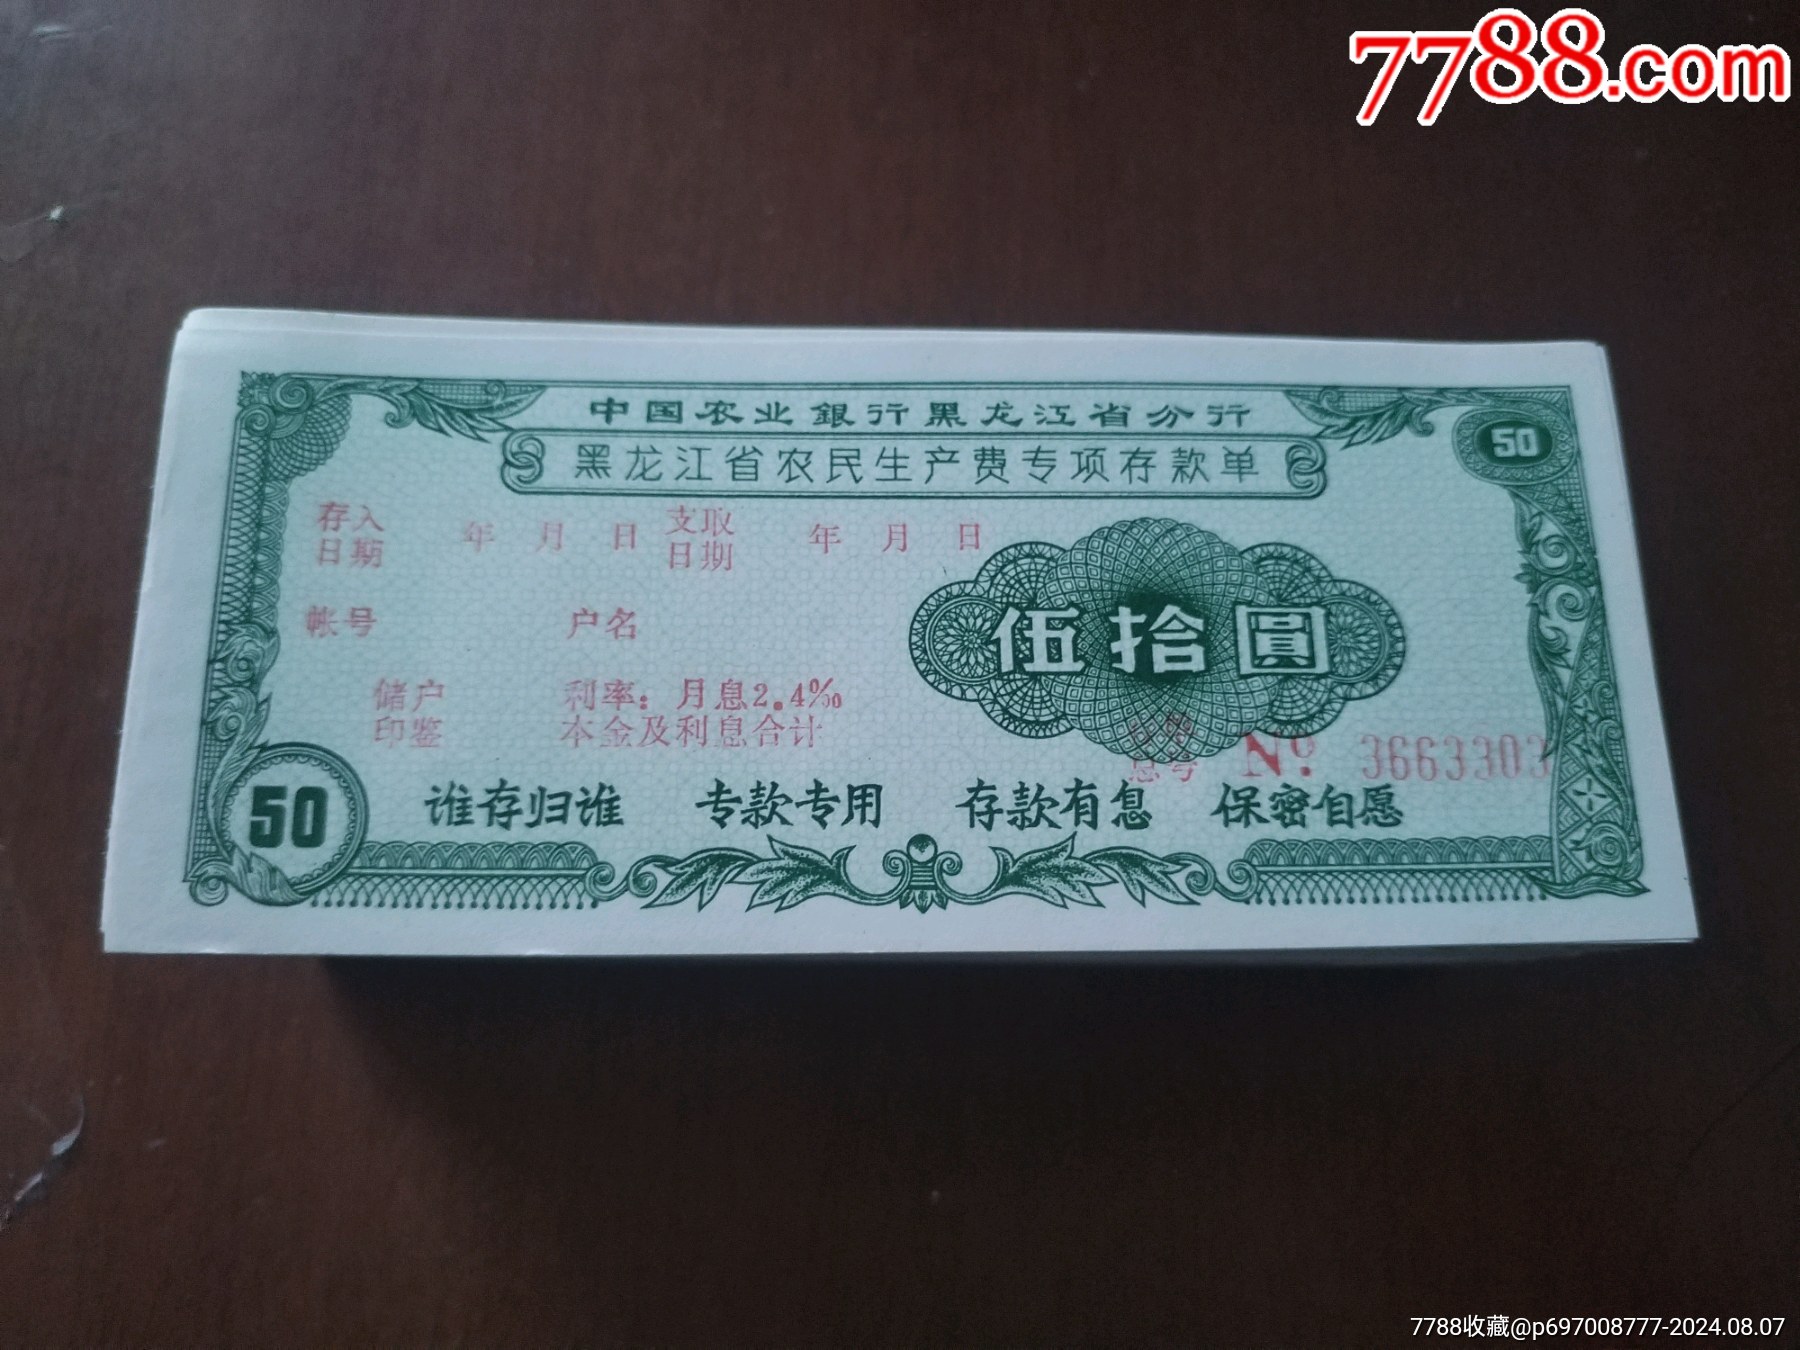 7788.com
中国农业銀行黑龙江省分行
黑龙江省农民生产费专项存款单
50
存入日期 年 月 日 支取日期 年 月 日
帐号 户名
伍拾圓
储户印鉴 利率：月息2.4‰
本金及利息合计
总号 Nº 3663303
50 谁存归谁 专款专用 存款有息 保密自愿
7788收藏@p697008777-2024.08.07